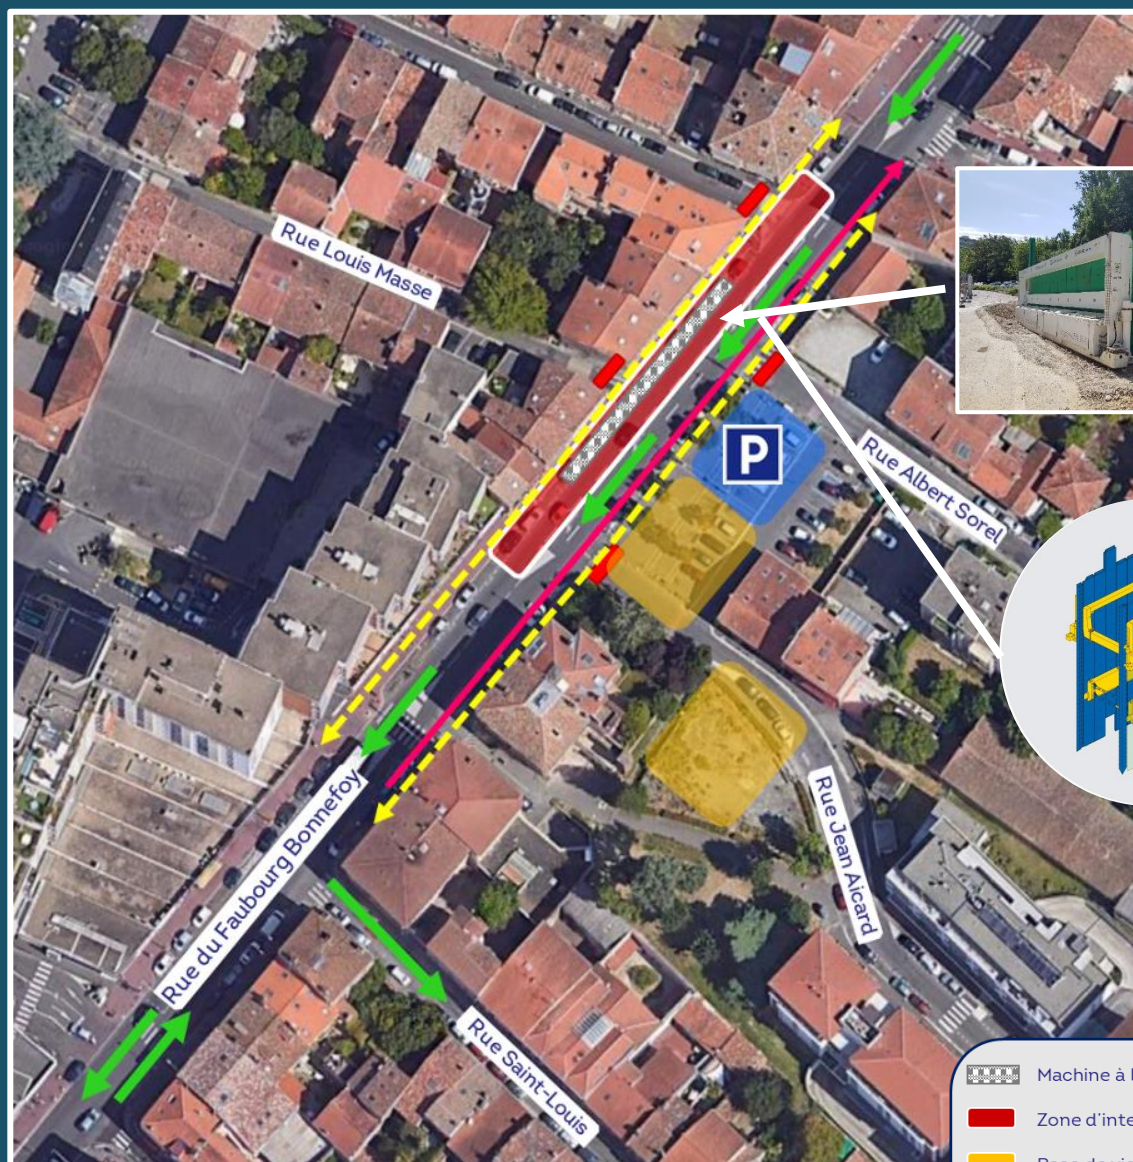 Rue Louis Masse
P
Rue Albert Sorel
Rue du Faubourg Bonnefoy
Rue Jean Aicard
Rue Saint-Louis
Machine à
Zone d'inte